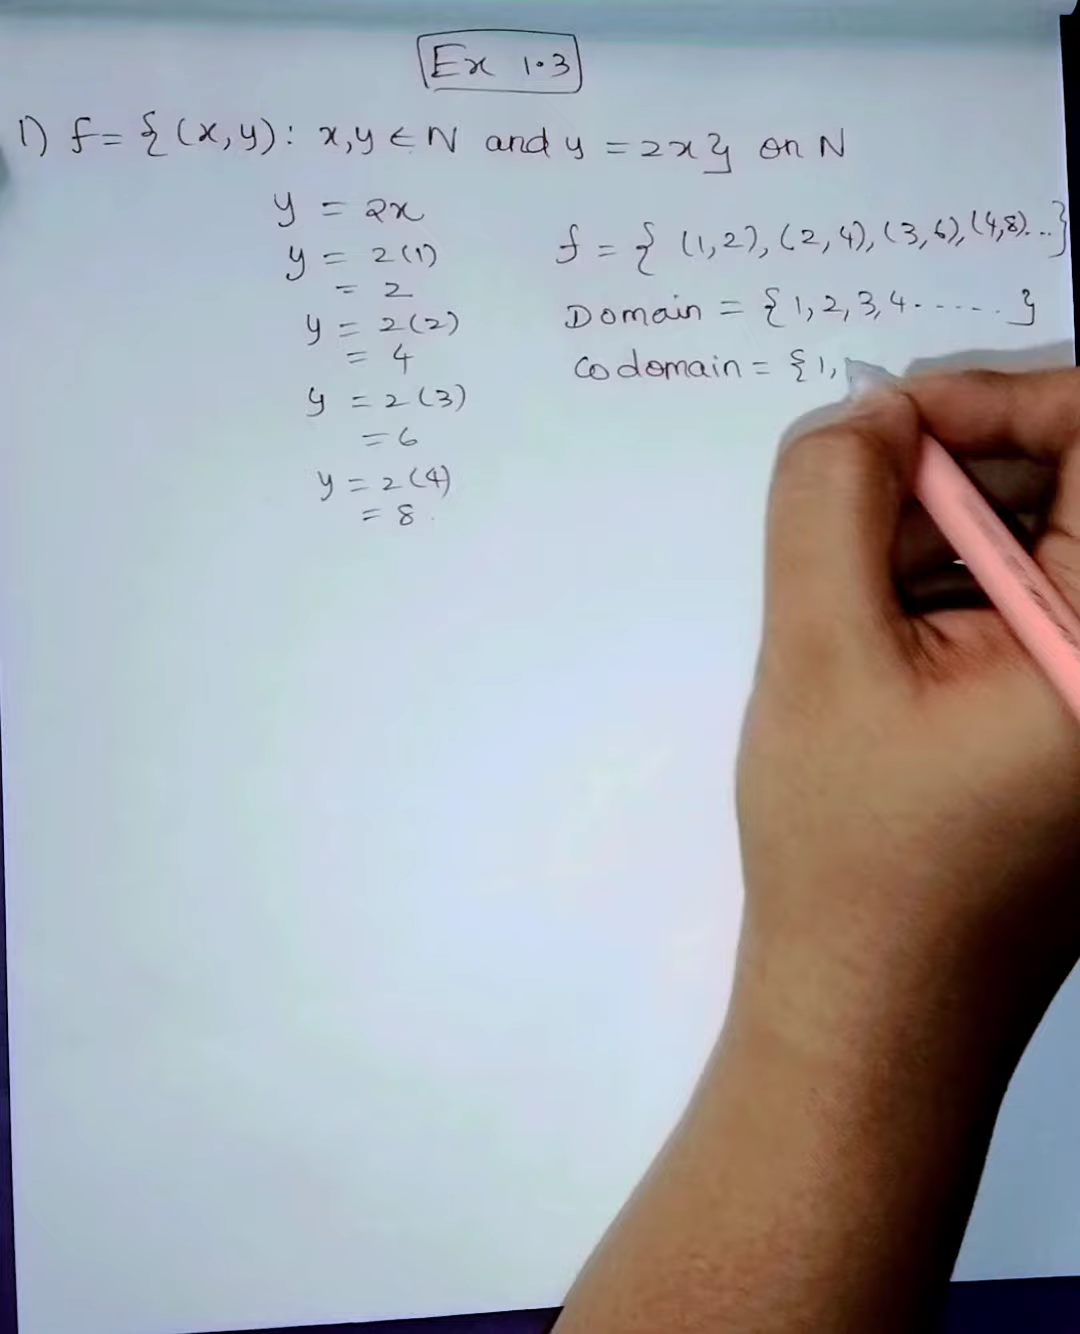 Ex 1.3
1) f = { (x, y) : x, y ∈ N and y = 2x } on N
y = 2x
y = 2(1)
= 2
y = 2(2)
= 4
y = 2(3)
= 6
y = 2(4)
= 8
f = { (1,2), (2,4), (3,6), (4,8)...}
Domain = { 1, 2, 3, 4 ...... }
Codomain = { 1,